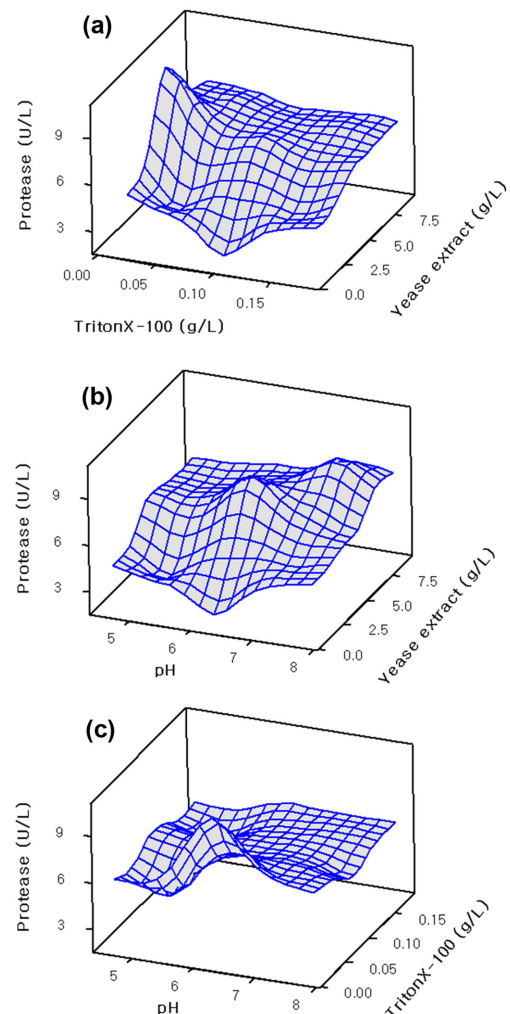 (a)
Protease (U/L)
9
6
3
0.00
0.05
0.10
0.15
TritonX-100 (g/L)
0.0
2.5
5.0
7.5
Yease extract (g/L)
(b)
Protease (U/L)
9
6
3
5
6
7
8
pH
0.0
2.5
5.0
7.5
Yease extract (g/L)
(c)
Protease (U/L)
9
6
3
5
6
7
8
pH
0.00
0.05
0.10
0.15
TritonX-100 (g/L)